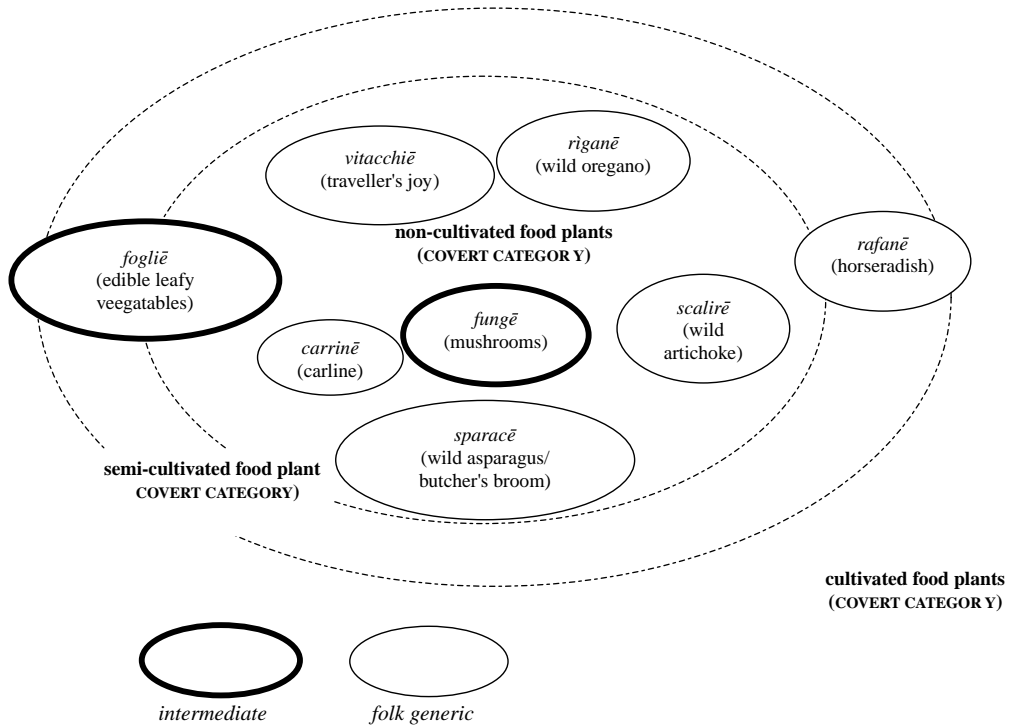 vitacchiē
(traveller's joy)
rìganē
(wild oregano)
non-cultivated food plants
(COVERT CATEGOR Y)
fogliē
(edible leafy
veegatables)
rafanē
(horseradish)
scalirē
(wild
artichoke)
fungē
(mushrooms)
carrinē
(carline)
sparacē
(wild asparagus/
butcher's broom)
semi-cultivated food plant
COVERT CATEGORY)
cultivated food plants
(COVERT CATEGOR Y)
intermediate
folk generic